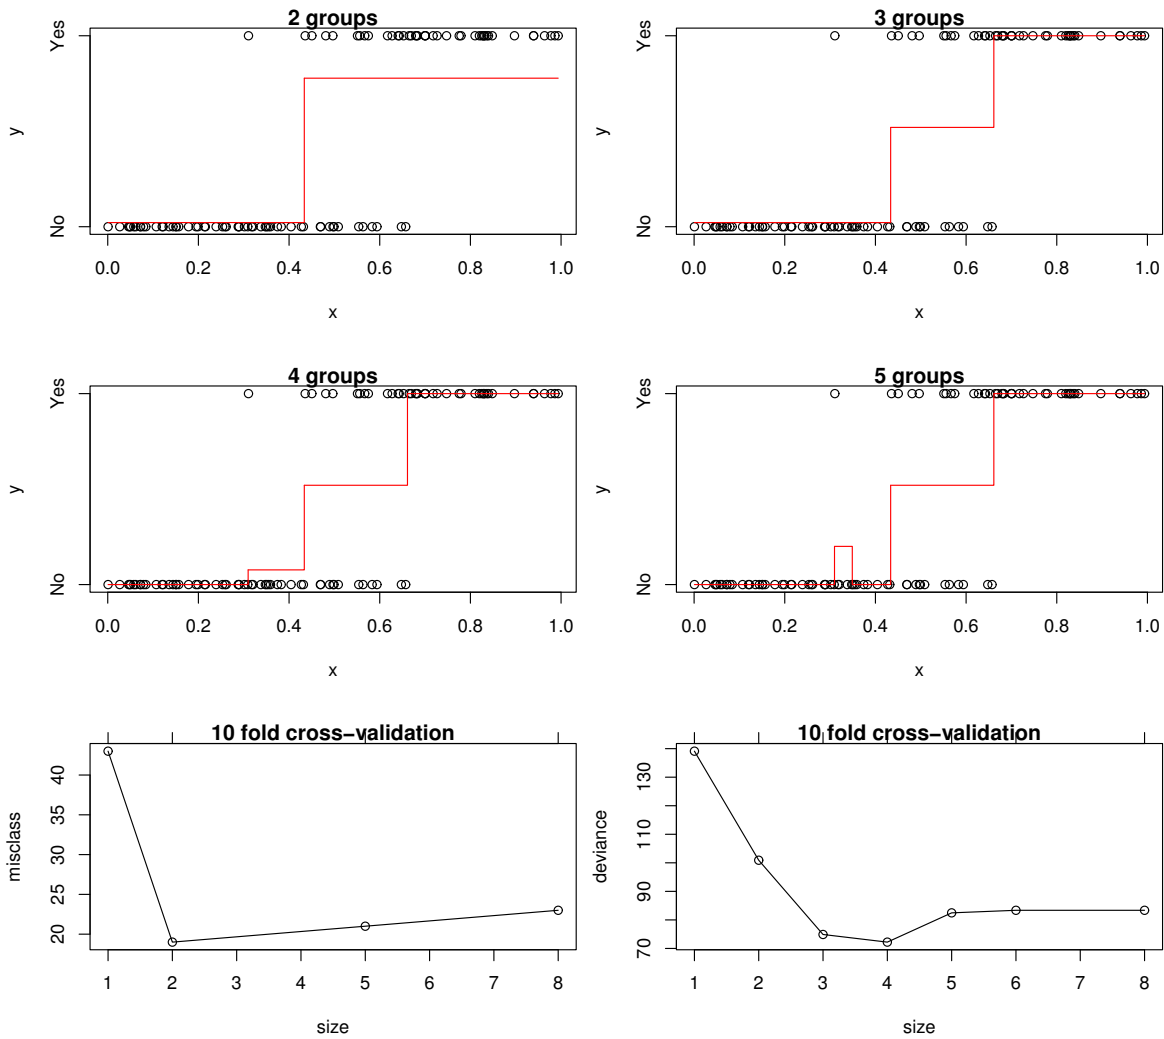 2 groups
Yes
No
y
0.0 0.2 0.4 0.6 0.8 1.0
x
3 groups
Yes
No
y
0.0 0.2 0.4 0.6 0.8 1.0
x
4 groups
Yes
No
y
0.0 0.2 0.4 0.6 0.8 1.0
x
5 groups
Yes
No
y
0.0 0.2 0.4 0.6 0.8 1.0
x
10 fold cross−validation
40
35
30
25
20
misclass
1 2 3 4 5 6 7 8
size
10 fold cross−validation
130
110
90
70
deviance
1 2 3 4 5 6 7 8
size